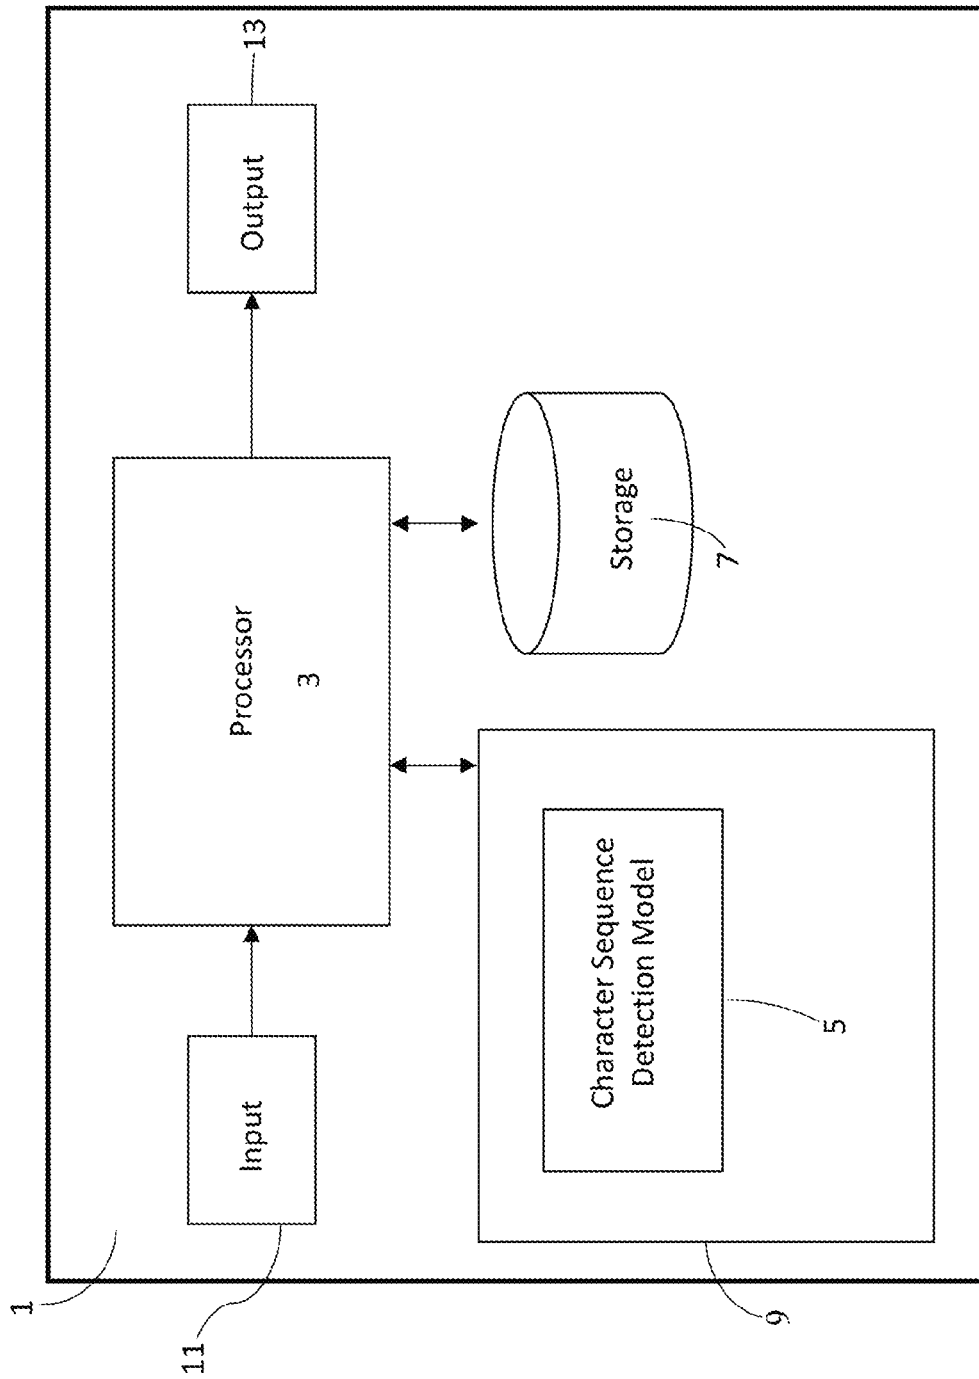 1
11
Input
Processor
3
Output
13
Character Sequence
Detection Model
5
9
Storage
7